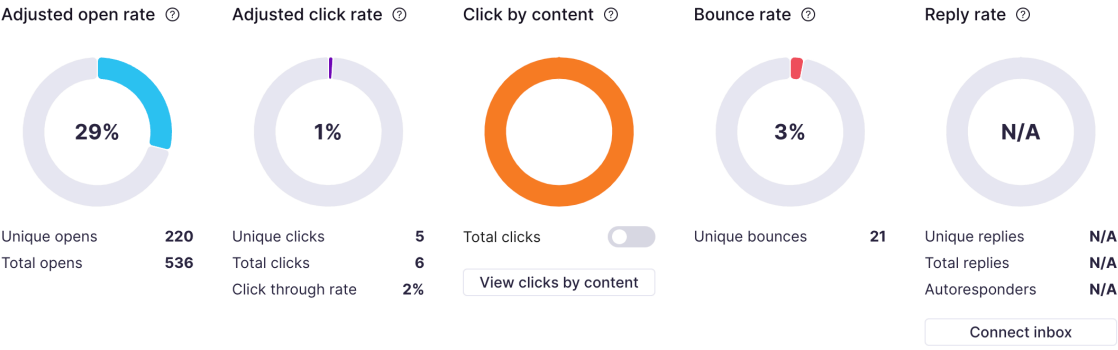 Adjusted open rate
29%
Unique opens 220
Total opens 536
Adjusted click rate
1%
Unique clicks 5
Total clicks 6
Click through rate 2%
Click by content
Total clicks
View clicks by content
Bounce rate
3%
Unique bounces 21
Reply rate
N/A
Unique replies N/A
Total replies N/A
Autoresponders N/A
Connect inbox